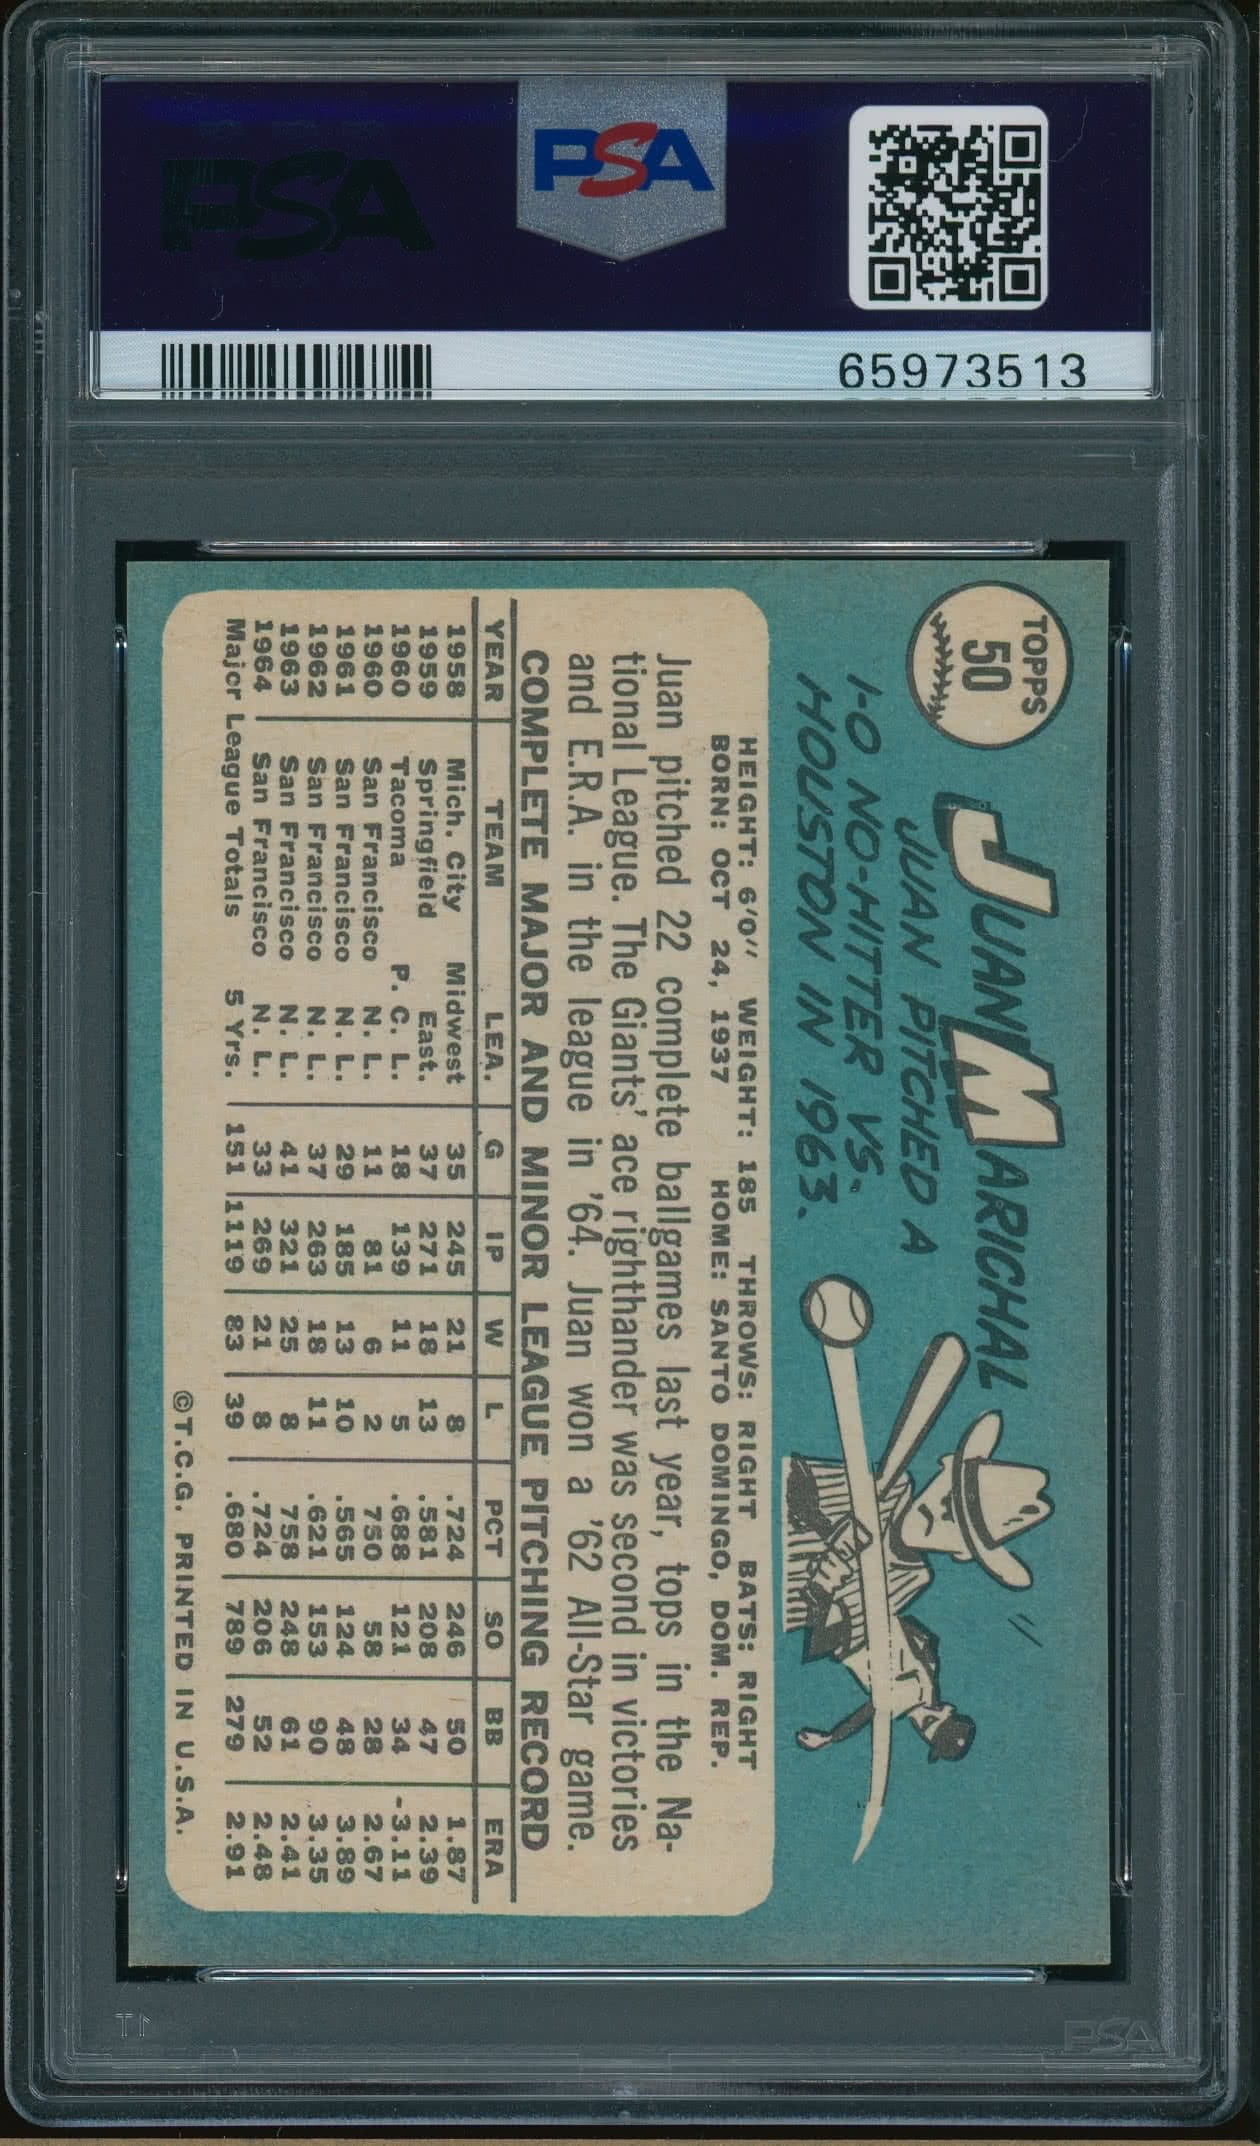 PSA
PSA
65973513
TOPPS
50
JUAN MARICHAL
JUAN PITCHED A
1-0 NO-HITTER VS.
HOUSTON IN 1963.
HEIGHT: 6'0" WEIGHT: 185 THROWS: RIGHT BATS: RIGHT
BORN: OCT 24, 1937 HOME: SANTO DOMINGO, DOM. REP.
Juan pitched 22 complete ballgames last year, tops in the Na-
tional League. The Giants' ace righthander was second in victories
and E.R.A. in the league in '64. Juan won a '62 All-Star game.
COMPLETE MAJOR AND MINOR LEAGUE PITCHING RECORD
YEAR TEAM LEA. G IP W L PCT SO BB ERA
1958 Mich. City Midwest 35 245 21 8 .724 246 50 1.87
1959 Springfield East. 37 271 18 13 .581 208 47 2.39
1960 Tacoma P. C. L. 18 139 11 5 .688 121 34 -3.11
1960 San Francisco N. L. 11 81 6 2 .750 58 28 2.67
1961 San Francisco N. L. 29 185 13 10 .565 124 48 3.89
1962 San Francisco N. L. 37 263 18 11 .621 153 90 3.35
1963 San Francisco N. L. 41 321 25 8 .758 248 61 2.41
1964 San Francisco N. L. 33 269 21 8 .724 206 52 2.48
Major League Totals 5 Yrs. 151 1119 83 39 .680 789 279 2.91
©T.C.G. PRINTED IN U.S.A.
PSA